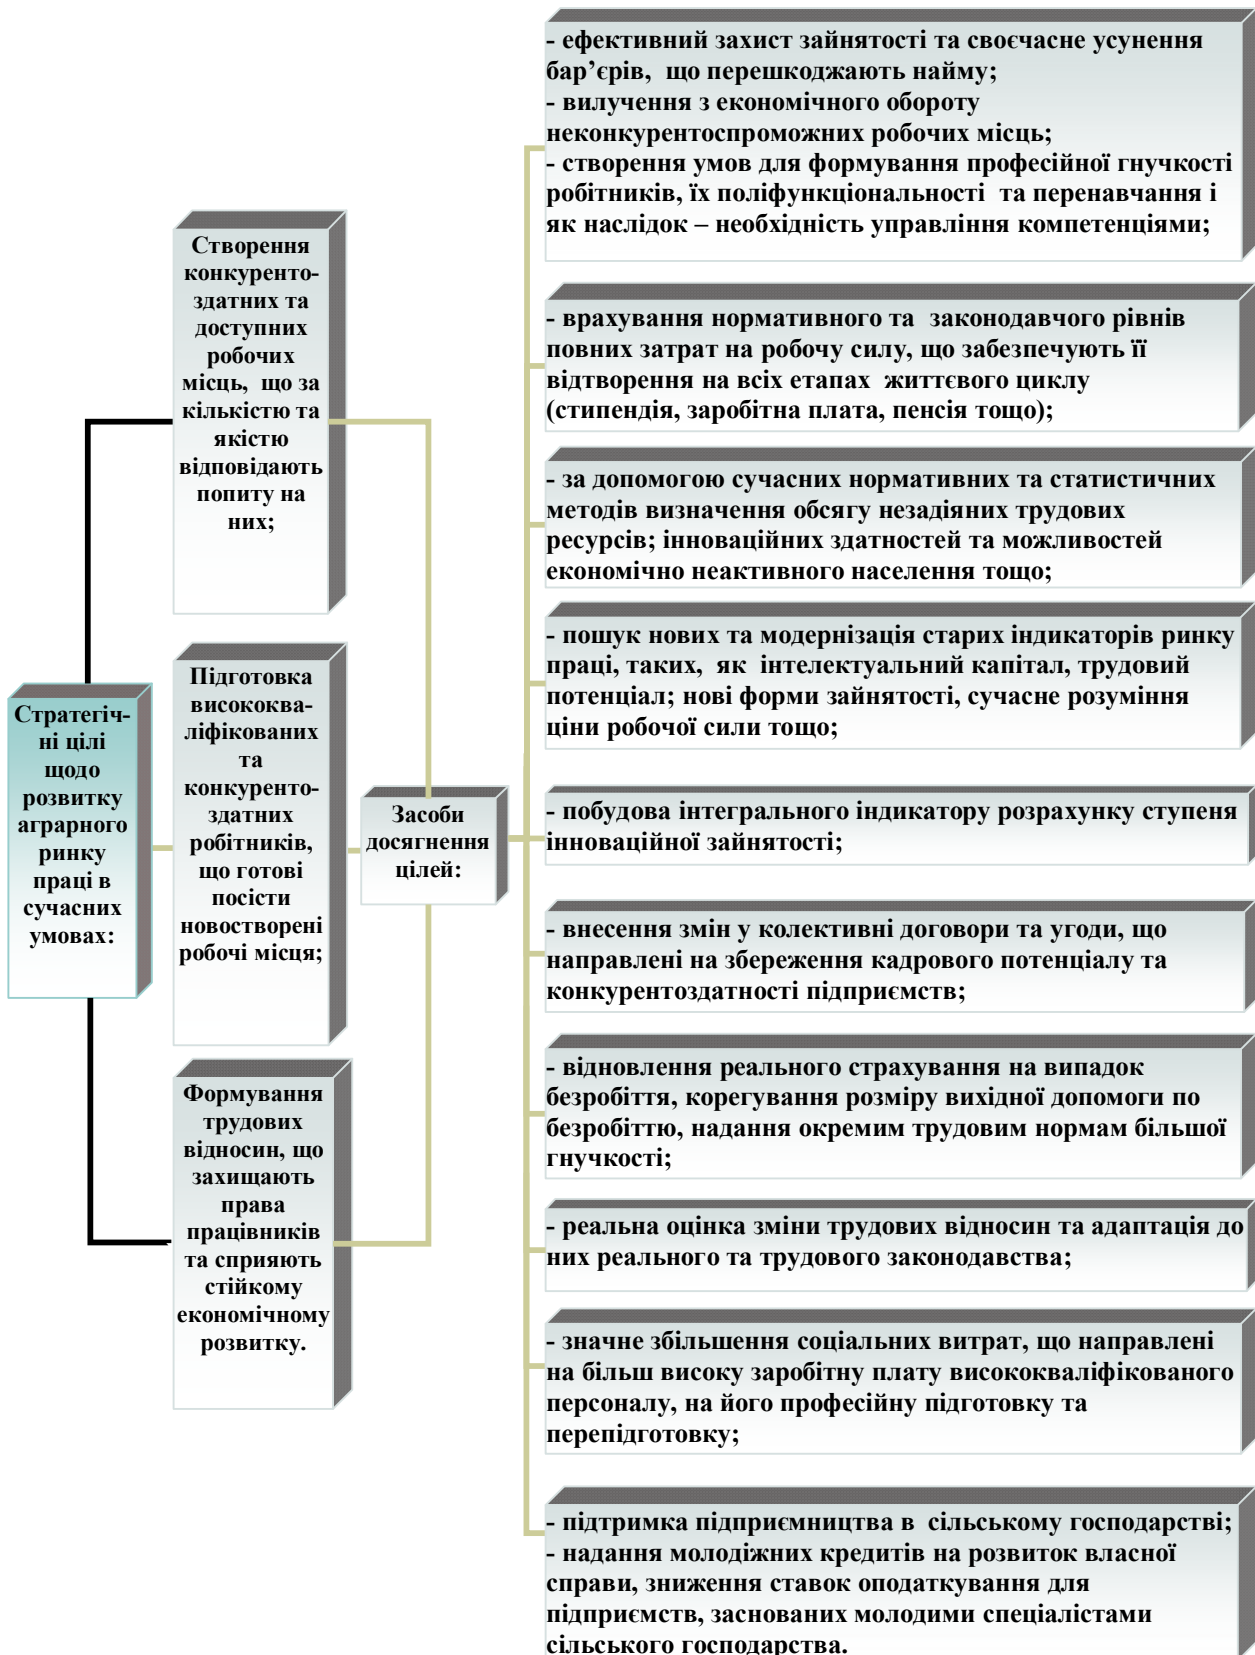 Стратегіч-
ні цілі
щодо
розвитку
аграрного
ринку
праці в
сучасних
умовах:
Створення
конкуренто-
здатних та
доступних
робочих
місць, що за
кількістю та
якістю
відповідають
попиту на
них;
Підготовка
висококва-
ліфікованих
та
конкуренто-
здатних
робітників,
що готові
посісти
новостворені
робочі місця;
Формування
трудових
відносин, що
захищають
права
працівників
та сприяють
стійкому
економічному
розвитку.
Засоби
досягнення
цілей:
- ефективний захист зайнятості та своєчасне усунення
бар’єрів, що перешкоджають найму;
- вилучення з економічного обороту
неконкурентоспроможних робочих місць;
- створення умов для формування професійної гнучкості
робітників, їх поліфункціональності та перенавчання і
як наслідок – необхідність управління компетенціями;
- врахування нормативного та законодавчого рівнів
повних затрат на робочу силу, що забезпечують її
відтворення на всіх етапах життєвого циклу
(стипендія, заробітна плата, пенсія тощо);
- за допомогою сучасних нормативних та статистичних
методів визначення обсягу незадіяних трудових
ресурсів; інноваційних здатностей та можливостей
економічно неактивного населення тощо;
- пошук нових та модернізація старих індикаторів ринку
праці, таких, як інтелектуальний капітал, трудовий
потенціал; нові форми зайнятості, сучасне розуміння
ціни робочої сили тощо;
- побудова інтегрального індикатору розрахунку ступеня
інноваційної зайнятості;
- внесення змін у колективні договори та угоди, що
направлені на збереження кадрового потенціалу та
конкурентоздатності підприємств;
- відновлення реального страхування на випадок
безробіття, корегування розміру вихідної допомоги по
безробіттю, надання окремим трудовим нормам більшої
гнучкості;
- реальна оцінка зміни трудових відносин та адаптація до
них реального та трудового законодавства;
- значне збільшення соціальних витрат, що направлені
на більш високу заробітну плату висококваліфікованого
персоналу, на його професійну підготовку та
перепідготовку;
- підтримка підприємництва в сільському господарстві;
- надання молодіжних кредитів на розвиток власної
справи, зниження ставок оподаткування для
підприємств, заснованих молодими спеціалістами
сільського господарства.